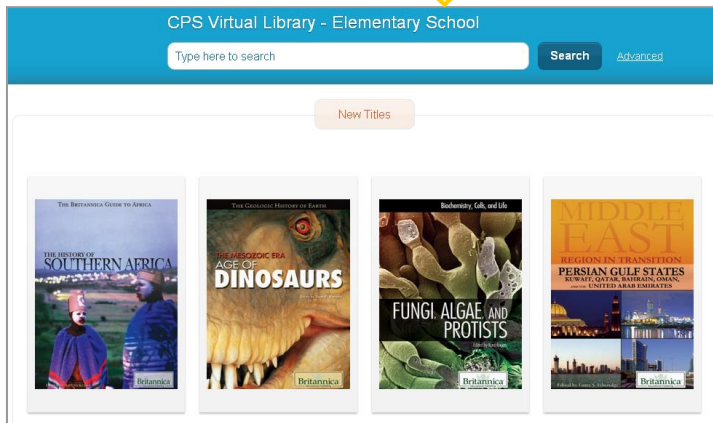 CPS Virtual Library - Elementary School
Type here to search
Search
Advanced
New Titles
THE BRITANNICA GUIDE TO AFRICA
THE HISTORY OF
SOUTHERN AFRICA
Britannica
THE GEOLOGIC HISTORY OF EARTH
THE MESOZOIC ERA
AGE OF
DINOSAURS
Britannica
Biochemistry, Cells, and Life
FUNGI, ALGAE, AND
PROTISTS
Britannica
MIDDLE
EAST
REGION IN TRANSITION
PERSIAN GULF STATES
KUWAIT, QATAR, BAHRAIN, OMAN,
AND THE UNITED ARAB EMIRATES
Britannica